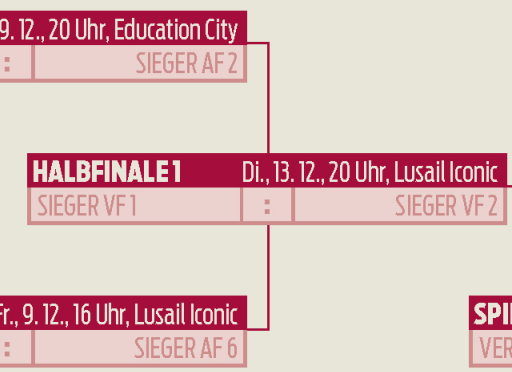 9. 12., 20 Uhr, Education City
: SIEGER AF 2
HALBFINALE 1 Di., 13. 12., 20 Uhr, Lusail Iconic
SIEGER VF 1 : SIEGER VF 2
Fr., 9. 12., 16 Uhr, Lusail Iconic
: SIEGER AF 6